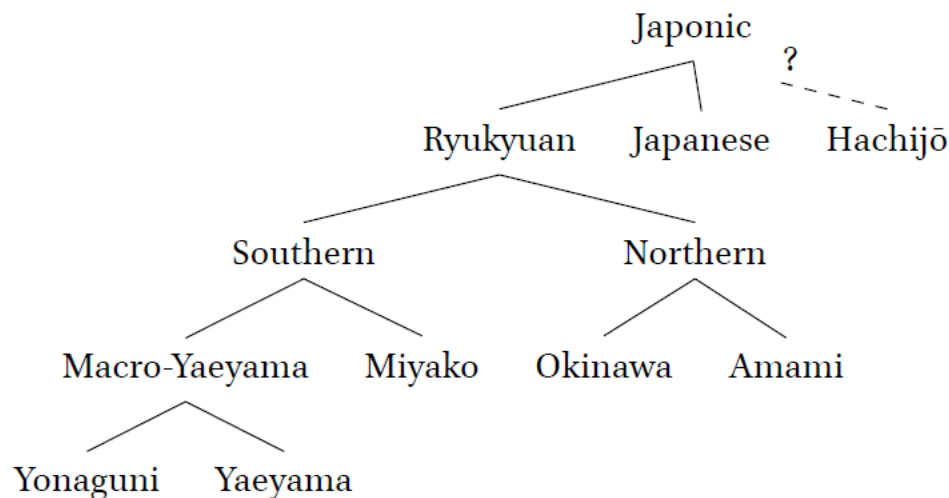 Japonic
?
Ryukyuan Japanese Hachijō
Southern Northern
Macro-Yaeyama Miyako Okinawa Amami
Yonaguni Yaeyama